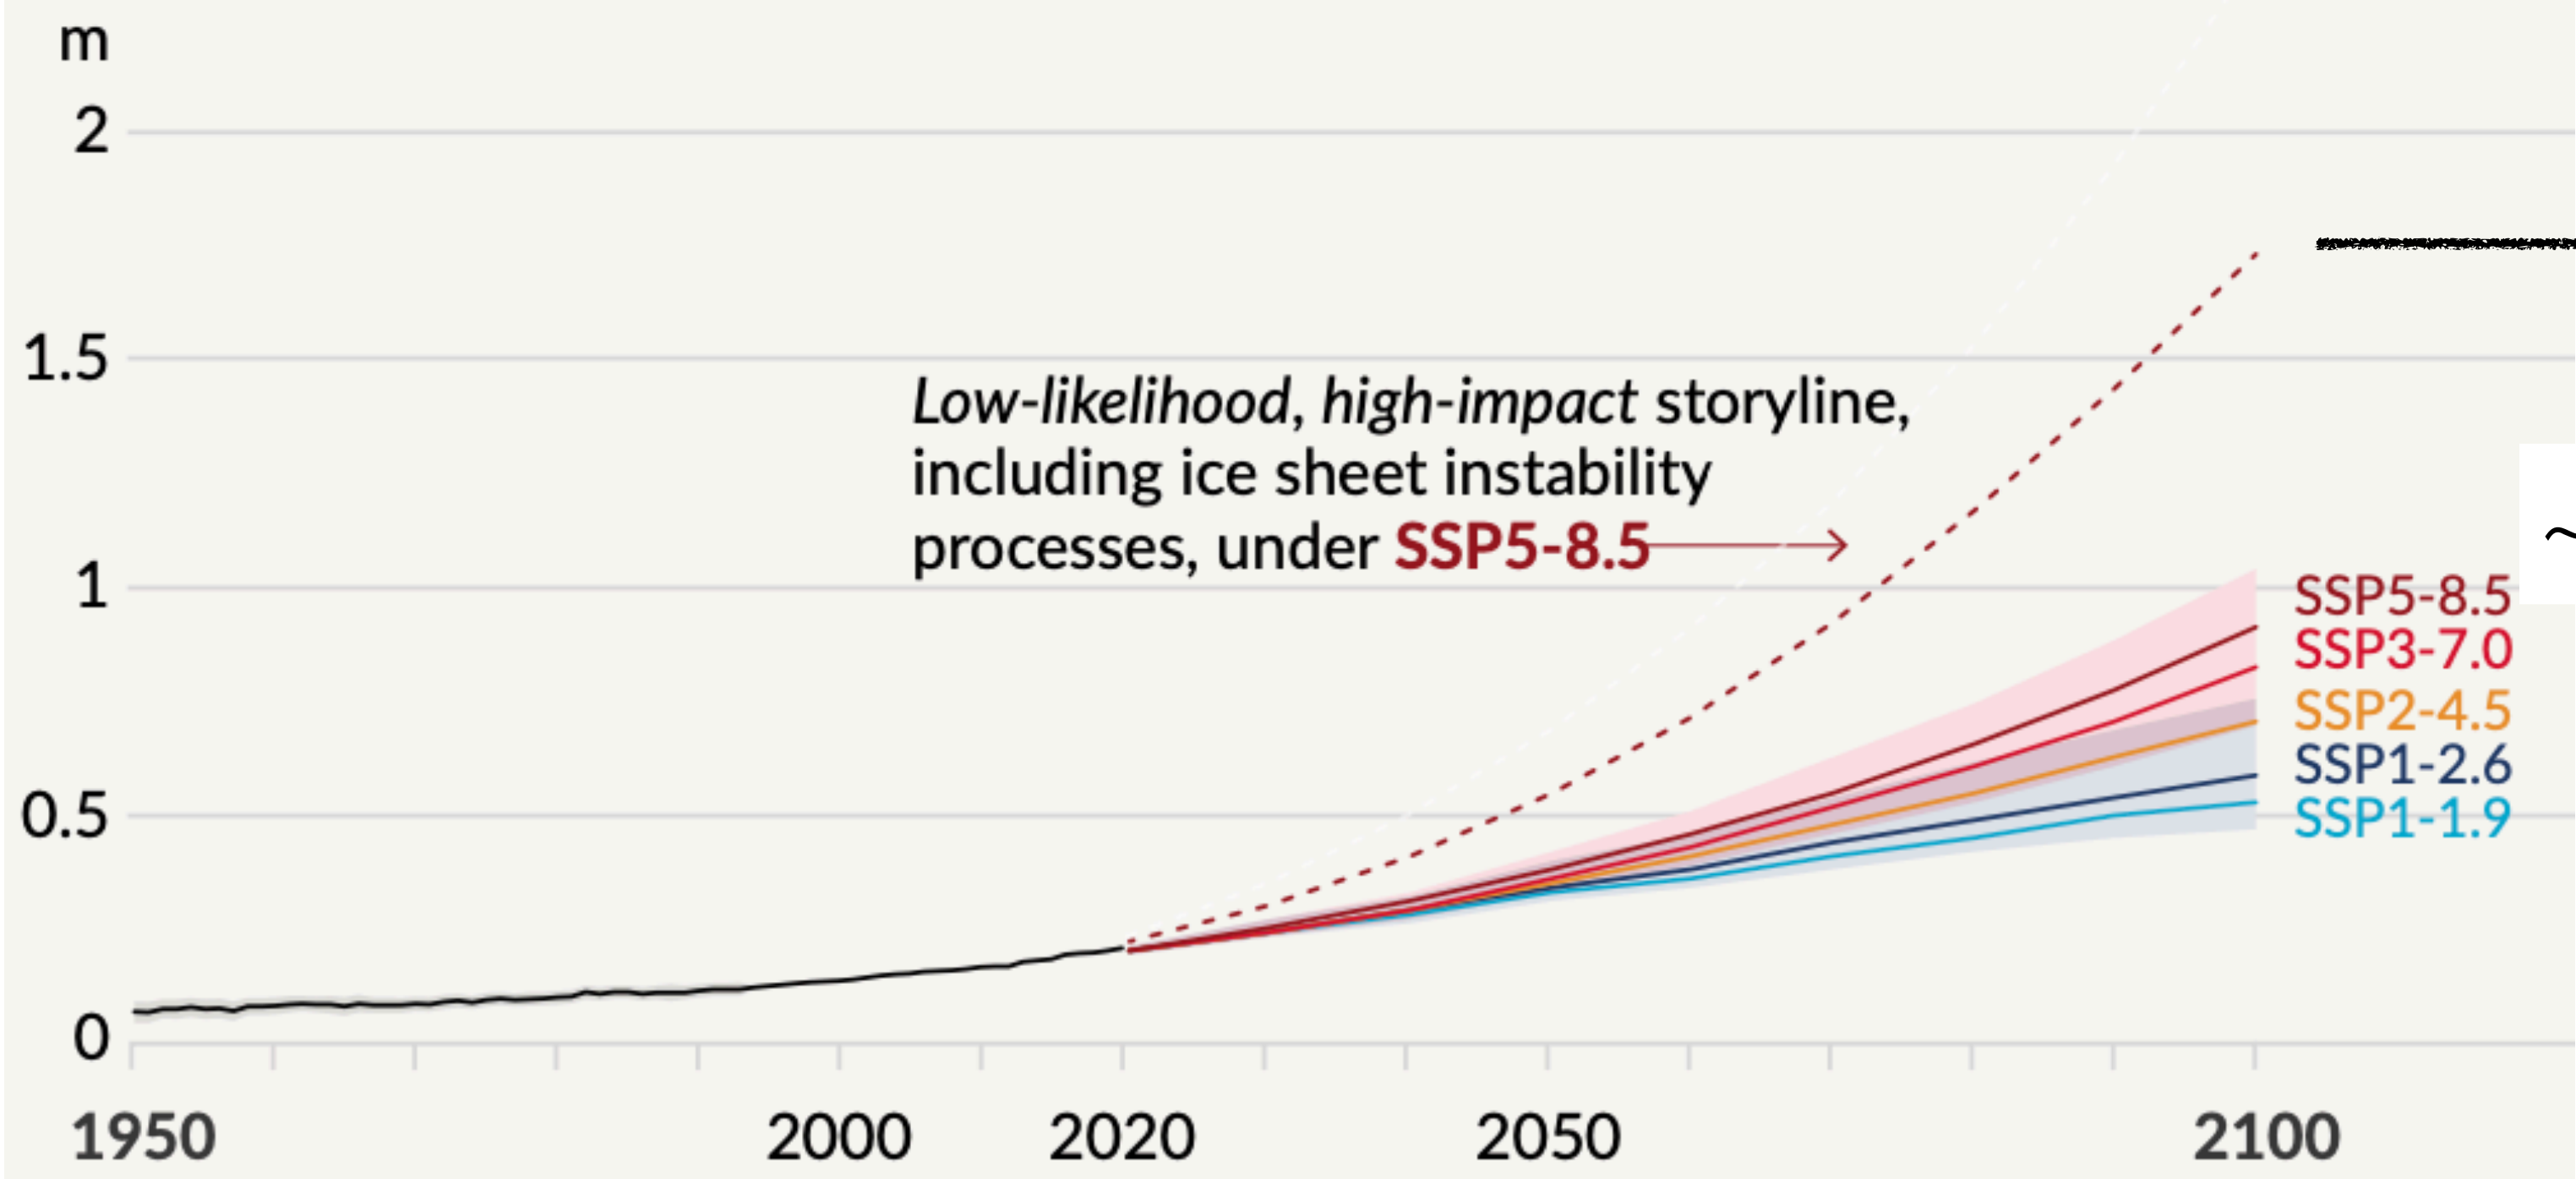 m
2
1.5
Low-likelihood, high-impact storyline,
including ice sheet instability
processes, under SSP5-8.5
1
SSP5-8.5
SSP3-7.0
SSP2-4.5
SSP1-2.6
SSP1-1.9
0.5
0
1950 2000 2020 2050 2100